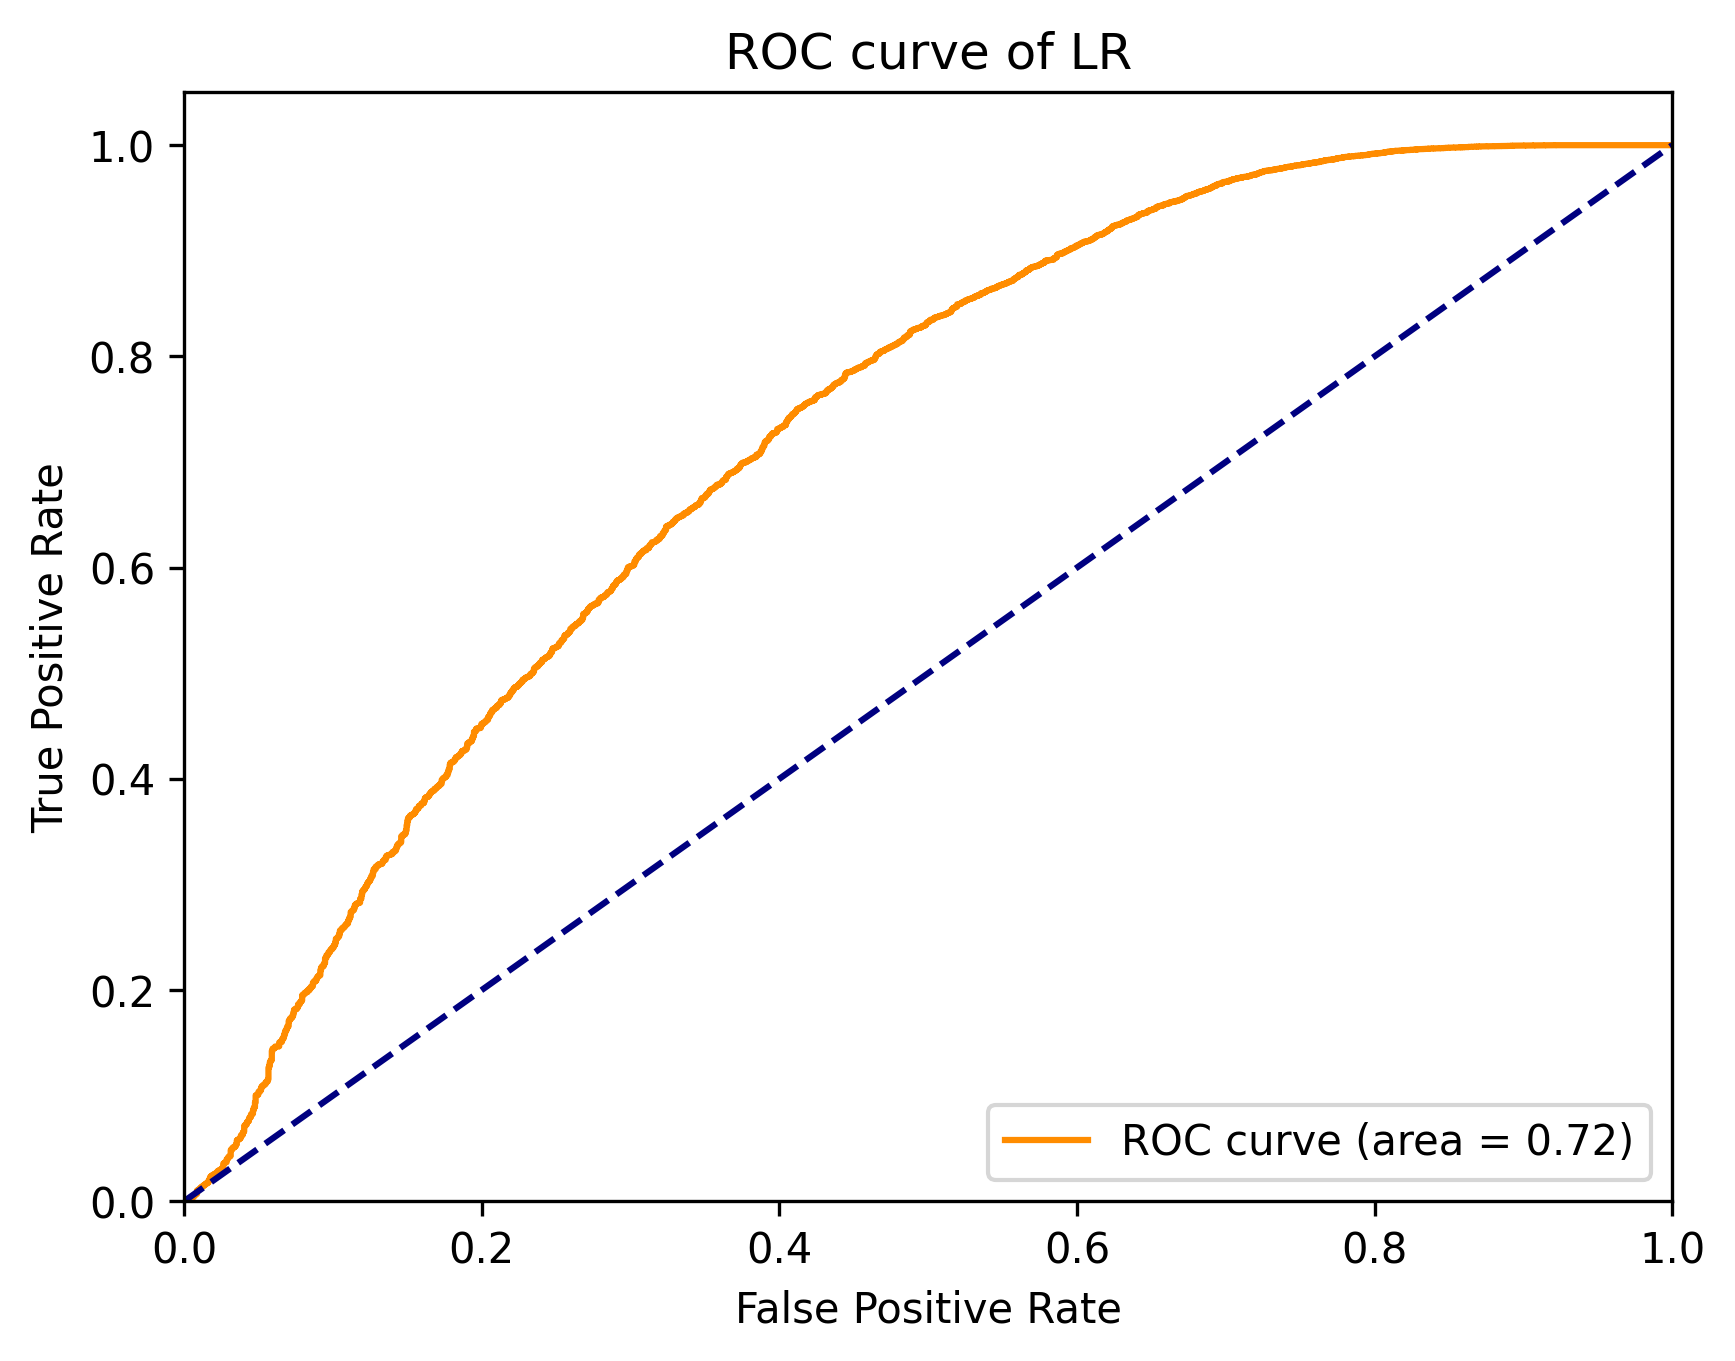 ROC curve of LR
1.0
0.8
0.6
0.4
0.2
0.0
True Positive Rate
ROC curve (area = 0.72)
0.0 0.2 0.4 0.6 0.8 1.0
False Positive Rate